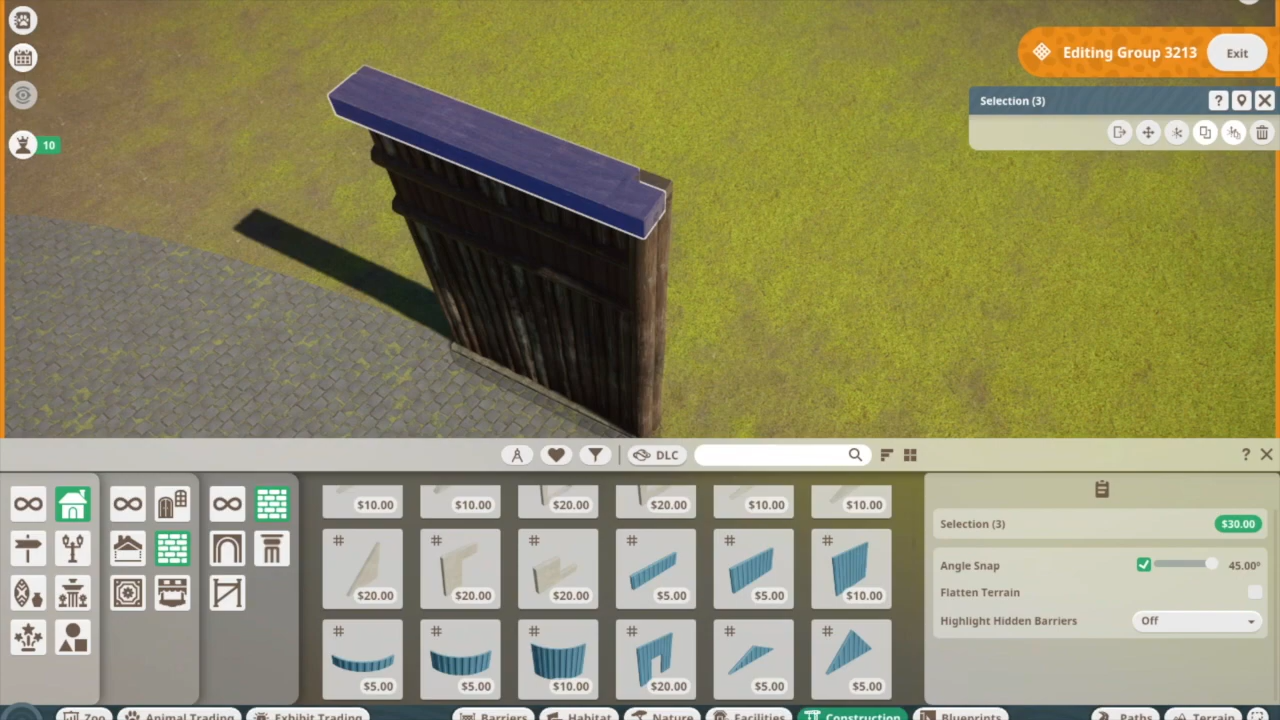 Editing Group 3213
Exit
Selection (3)
?
10
DLC
?
$10.00 $10.00 $20.00 $20.00 $10.00 $10.00
$20.00 $20.00 $20.00 $5.00 $5.00 $10.00
$5.00 $5.00 $10.00 $20.00 $5.00 $5.00
Selection (3)
$30.00
Angle Snap
45.00°
Flatten Terrain
Highlight Hidden Barriers
Off
Zoo Animal Trading Exhibit Trading Barriers Habitat Nature Facilities Construction Blueprints Paths Terrain